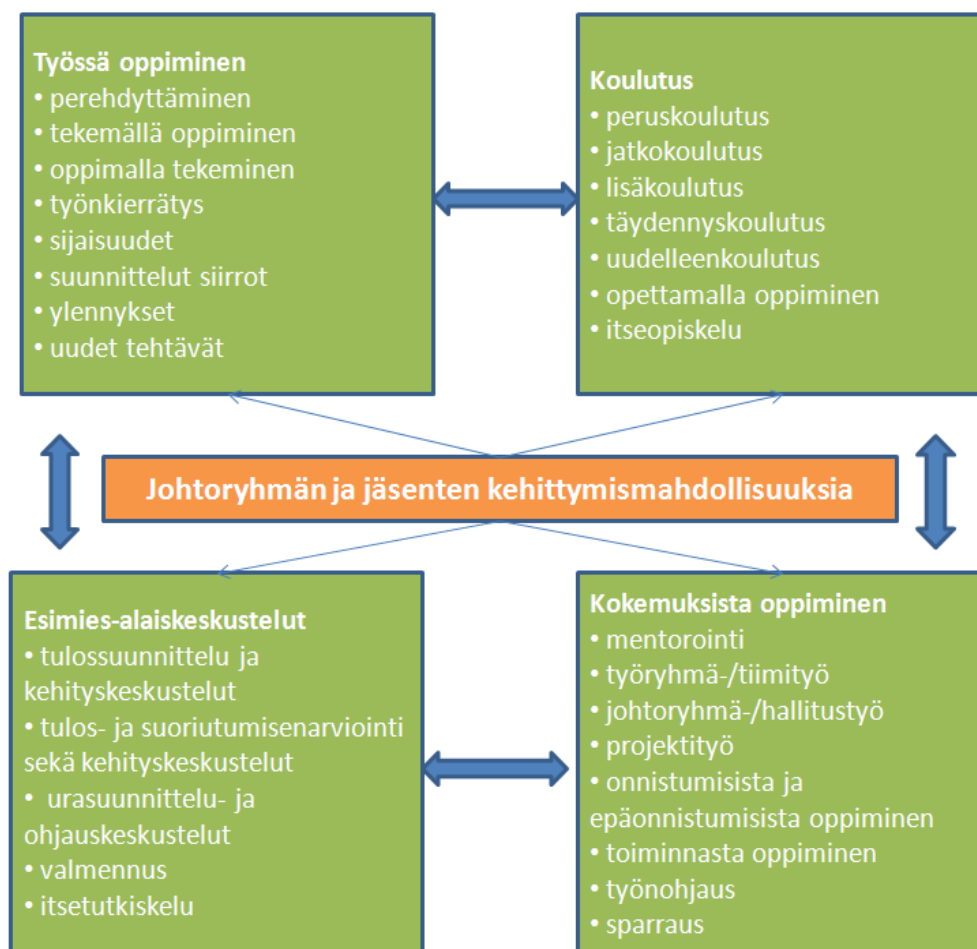 Työssä oppiminen
• perehdyttäminen
• tekemällä oppiminen
• oppimalla tekeminen
• työnkierrätys
• sijaisuudet
• suunnittelut siirrot
• ylennykset
• uudet tehtävät
Koulutus
• peruskoulutus
• jatkokoulutus
• lisäkoulutus
• täydennyskoulutus
• uudelleenkoulutus
• opettamalla oppiminen
• itseopiskelu
Johtoryhmän ja jäsenten kehittymismahdollisuuksia
Esimies-alaiskeskustelut
• tulossuunnittelu ja
kehityskeskustelut
• tulos- ja suoriutumisenarviointi
sekä kehityskeskustelut
• urasuunnittelu- ja
ohjauskeskustelut
• valmennus
• itsetutkiskelu
Kokemuksista oppiminen
• mentorointi
• työryhmä-/tiimityö
• johtoryhmä-/hallitustyö
• projektityö
• onnistumisista ja
epäonnistumisista oppiminen
• toiminnasta oppiminen
• työnohjaus
• sparraus